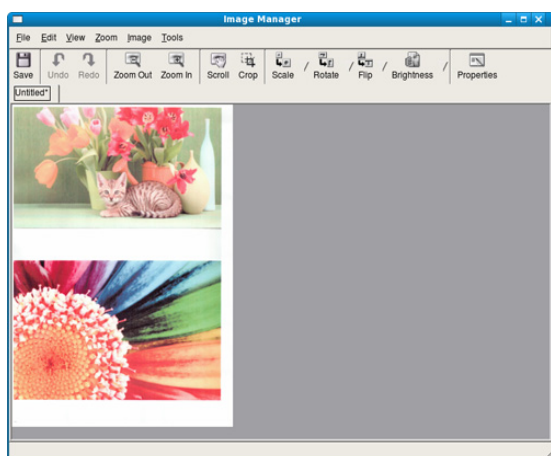 Image Manager
File Edit View Zoom Image Tools
Save Undo Redo Zoom Out Zoom In Scroll Crop Scale / Rotate / Flip / Brightness / Properties
Untitled*